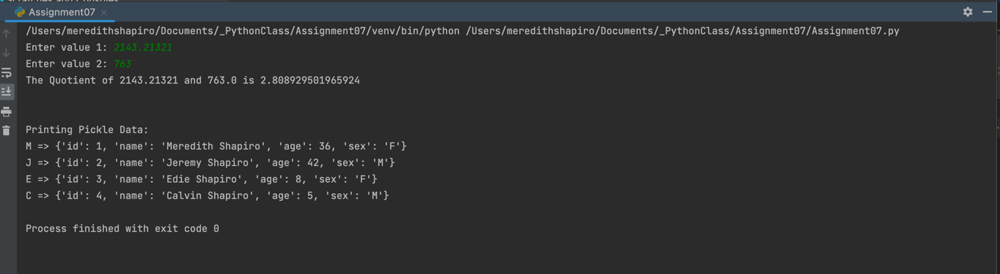 Assignment07
/Users/meredithshapiro/Documents/_PythonClass/Assignment07/venv/bin/python /Users/meredithshapiro/Documents/_PythonClass/Assignment07/Assignment07.py
Enter value 1: 2143.21321
Enter value 2: 763
The Quotient of 2143.21321 and 763.0 is 2.808929501965924
Printing Pickle Data:
M => {'id': 1, 'name': 'Meredith Shapiro', 'age': 36, 'sex': 'F'}
J => {'id': 2, 'name': 'Jeremy Shapiro', 'age': 42, 'sex': 'M'}
E => {'id': 3, 'name': 'Edie Shapiro', 'age': 8, 'sex': 'F'}
C => {'id': 4, 'name': 'Calvin Shapiro', 'age': 5, 'sex': 'M'}
Process finished with exit code 0